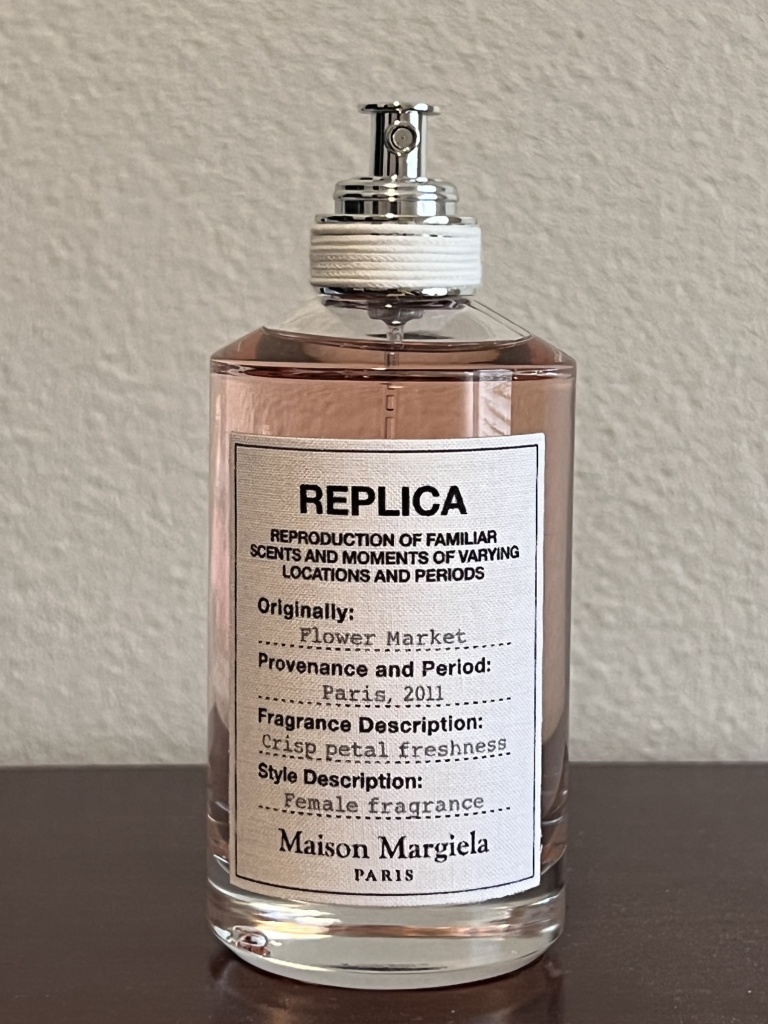 REPLICA
REPRODUCTION OF FAMILIAR
SCENTS AND MOMENTS OF VARYING
LOCATIONS AND PERIODS
Originally:
Flower Market
Provenance and Period:
Paris, 2011
Fragrance Description:
Crisp petal freshness
Style Description:
Female fragrance
Maison Margiela
PARIS